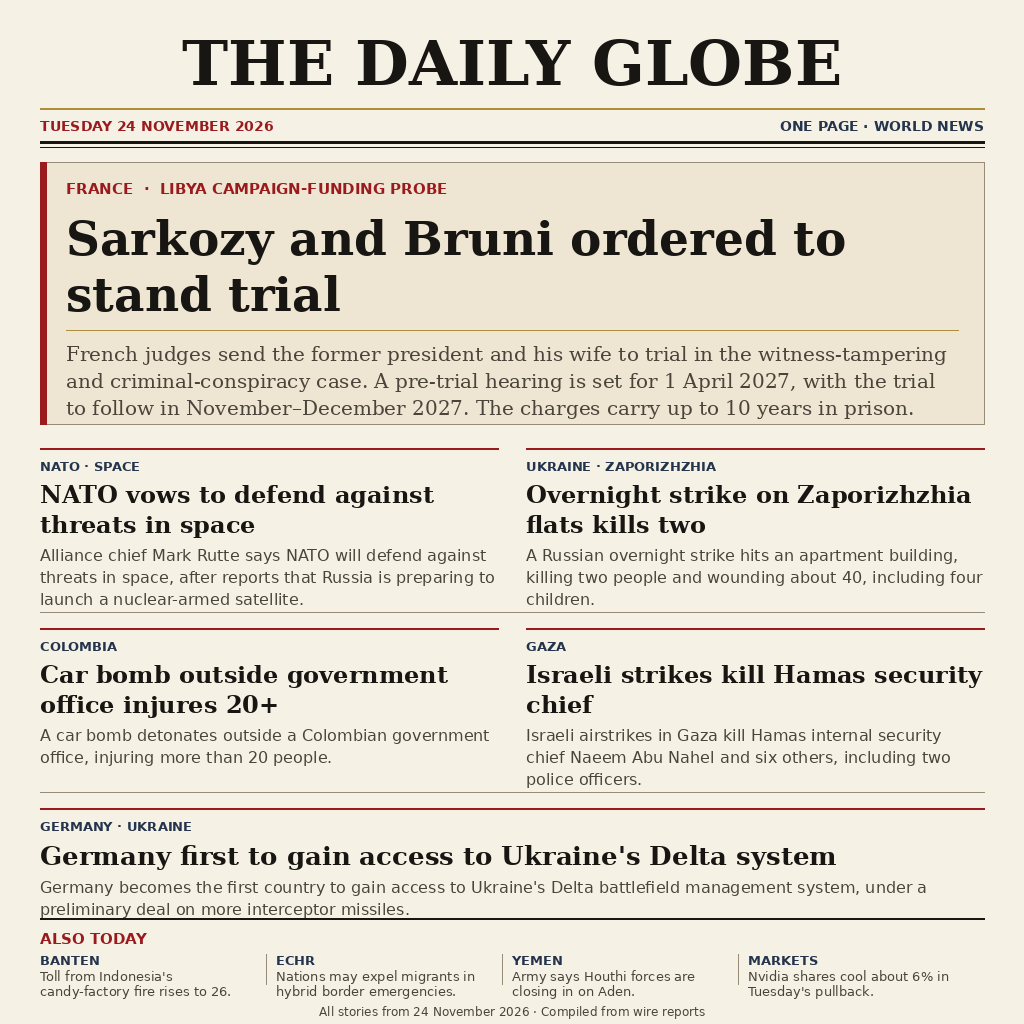 THE DAILY GLOBE
TUESDAY 24 NOVEMBER 2026
ONE PAGE · WORLD NEWS
FRANCE · LIBYA CAMPAIGN-FUNDING PROBE
Sarkozy and Bruni ordered to
stand trial
French judges send the former president and his wife to trial in the witness-tampering
and criminal-conspiracy case. A pre-trial hearing is set for 1 April 2027, with the trial
to follow in November–December 2027. The charges carry up to 10 years in prison.
NATO · SPACE
NATO vows to defend against
threats in space
Alliance chief Mark Rutte says NATO will defend against
threats in space, after reports that Russia is preparing to
launch a nuclear-armed satellite.
UKRAINE · ZAPORIZHZHIA
Overnight strike on Zaporizhzhia
flats kills two
A Russian overnight strike hits an apartment building,
killing two people and wounding about 40, including four
children.
COLOMBIA
Car bomb outside government
office injures 20+
A car bomb detonates outside a Colombian government
office, injuring more than 20 people.
GAZA
Israeli strikes kill Hamas security
chief
Israeli airstrikes in Gaza kill Hamas internal security
chief Naeem Abu Nahel and six others, including two
police officers.
GERMANY · UKRAINE
Germany first to gain access to Ukraine's Delta system
Germany becomes the first country to gain access to Ukraine's Delta battlefield management system, under a
preliminary deal on more interceptor missiles.
ALSO TODAY
BANTEN
Toll from Indonesia's
candy-factory fire rises to 26.
ECHR
Nations may expel migrants in
hybrid border emergencies.
YEMEN
Army says Houthi forces are
closing in on Aden.
MARKETS
Nvidia shares cool about 6% in
Tuesday's pullback.
All stories from 24 November 2026 · Compiled from wire reports